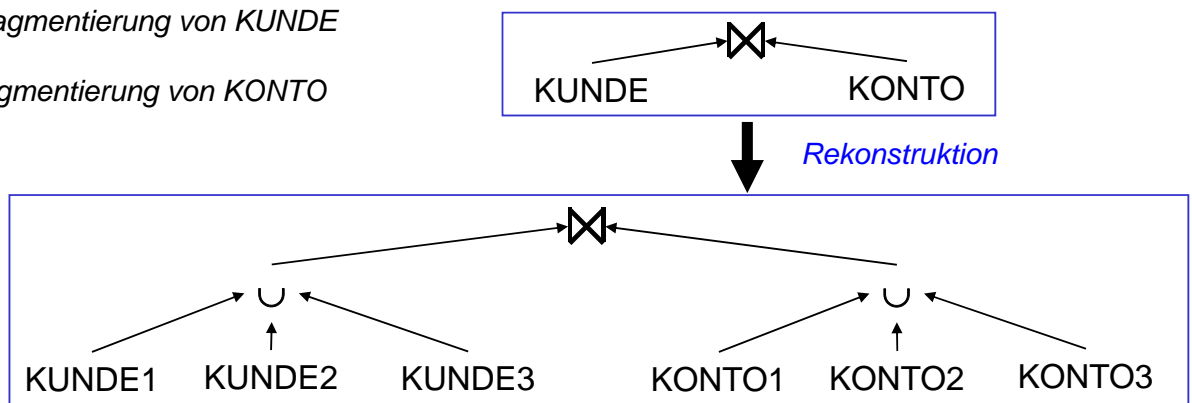 agmentierung von KUNDE
gmentierung von KONTO
⋈
KUNDE KONTO
Rekonstruktion
⋈
∪ ∪
KUNDE1 KUNDE2 KUNDE3 KONTO1 KONTO2 KONTO3